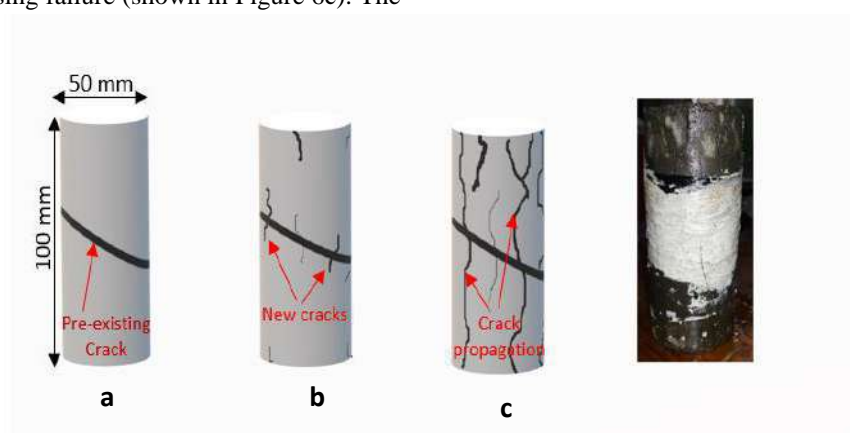 sing failure (shown in Figure 6c). The
50 mm
100 mm
Pre-existing
Crack
New cracks
Crack
propagation
a
b
c